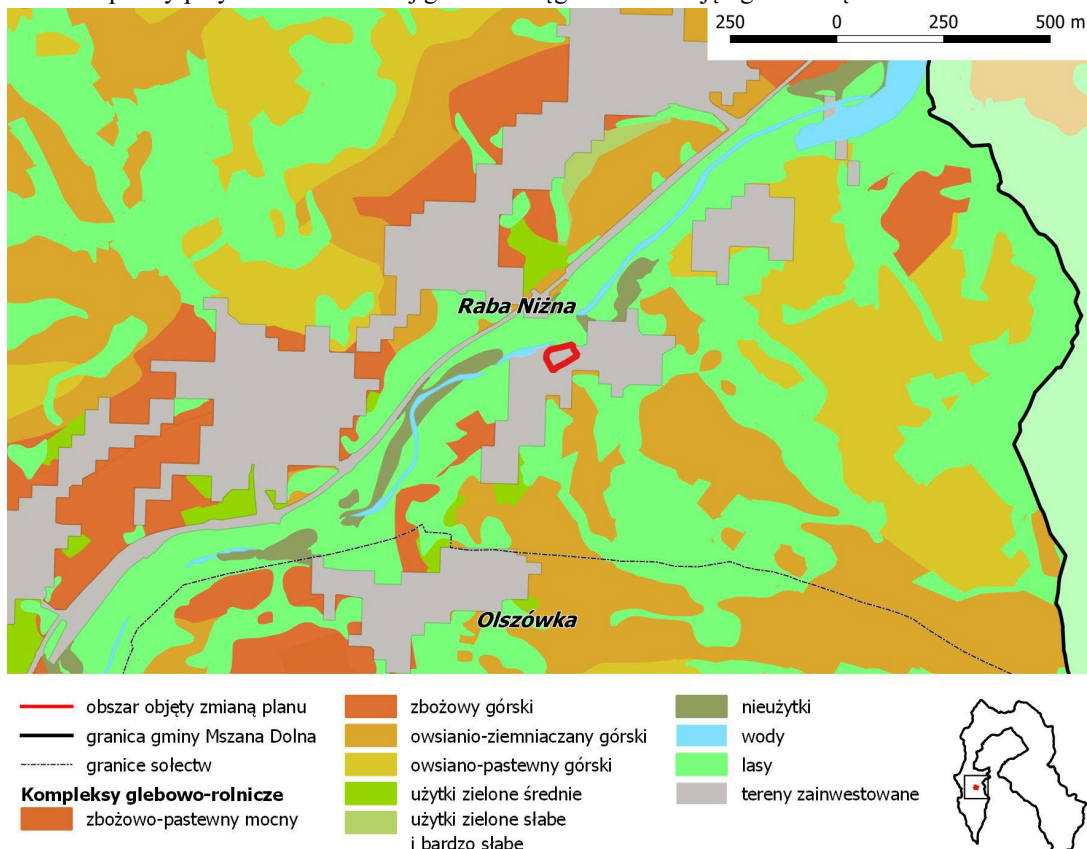 250 0 250 500 m
Raba Niżna
Olszówka
obszar objęty zmianą planu
granica gminy Mszana Dolna
granice sołectw
Kompleksy glebowo-rolnicze
zbożowo-pastewny mocny
zbożowy górski
owsianio-ziemniaczany górski
owsiano-pastewny górski
użytki zielone średnie
użytki zielone słabe
i bardzo słabe
nieużytki
wody
lasy
tereny zainwestowane